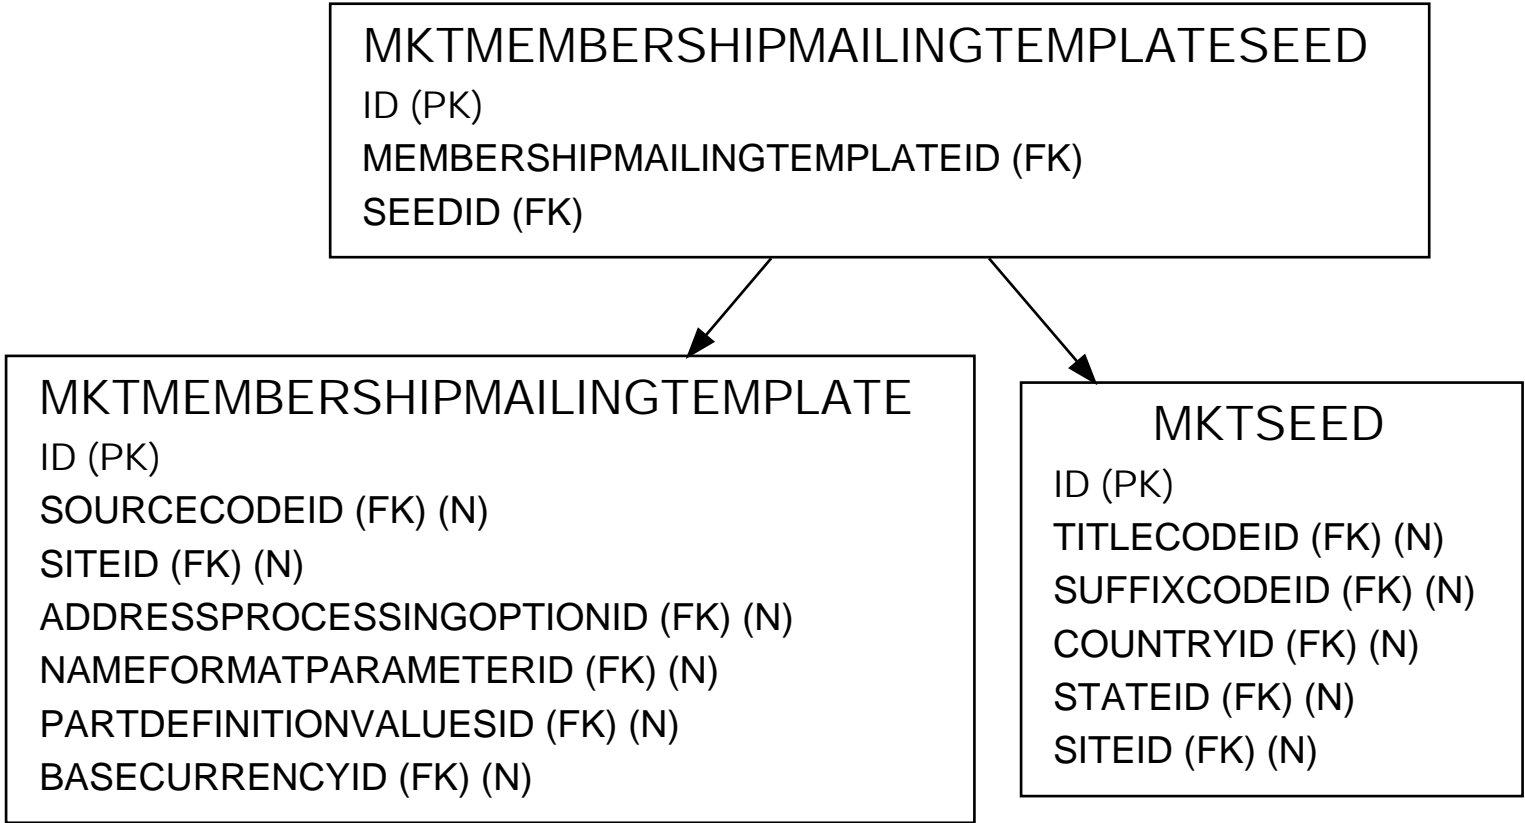 MKTMEMBERSHIPMAILINGTEMPLATESEED
ID (PK)
MEMBERSHIPMAILINGTEMPLATEID (FK)
SEEDID (FK)
MKTMEMBERSHIPMAILINGTEMPLATE
ID (PK)
SOURCECODEID (FK) (N)
SITEID (FK) (N)
ADDRESSPROCESSINGOPTIONID (FK) (N)
NAMEFORMATPARAMETERID (FK) (N)
PARTDEFINITIONVALUESID (FK) (N)
BASECURRENCYID (FK) (N)
MKTSEED
ID (PK)
TITLECODEID (FK) (N)
SUFFIXCODEID (FK) (N)
COUNTRYID (FK) (N)
STATEID (FK) (N)
SITEID (FK) (N)